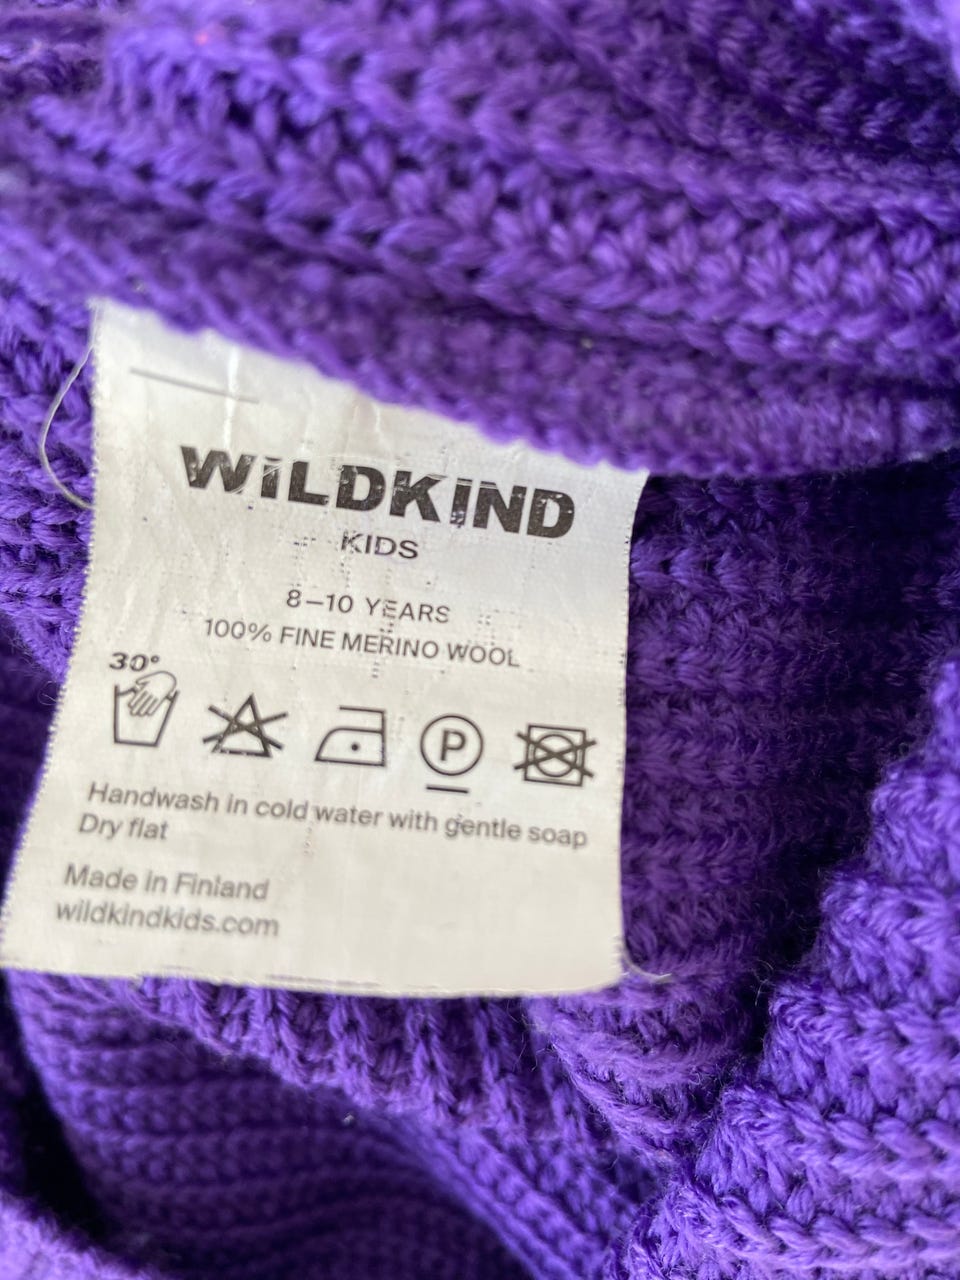 WiLDKIND
KIDS
8–10 YEARS
100% FINE MERINO WOOL
30°
P
Handwash in cold water with gentle soap
Dry flat
Made in Finland
wildkindkids.com